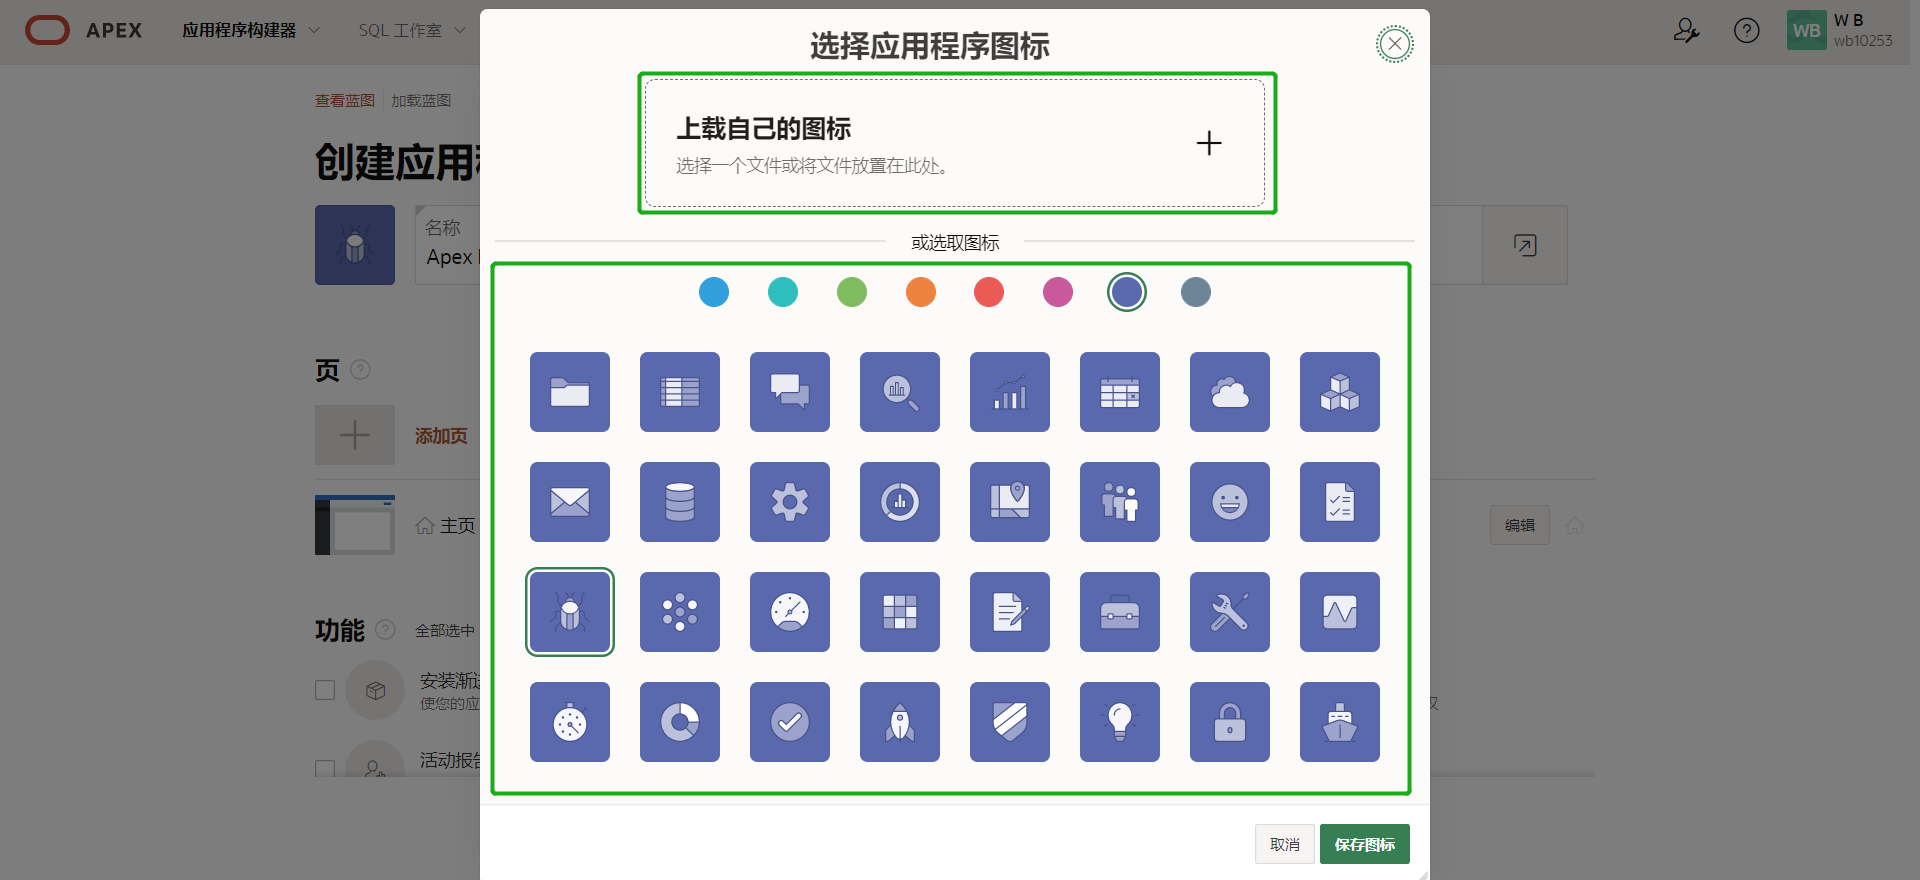 APEX
应用程序构建器
SQL 工作室
W B
WB
wb10253
查看蓝图
加载蓝图
创建应用
名称
Apex
页
添加页
主页
编辑
功能
全部选中
安装渐
使您的应
活动报
选择应用程序图标
上载自己的图标
选择一个文件或将文件放置在此处。
或选取图标
取消
保存图标